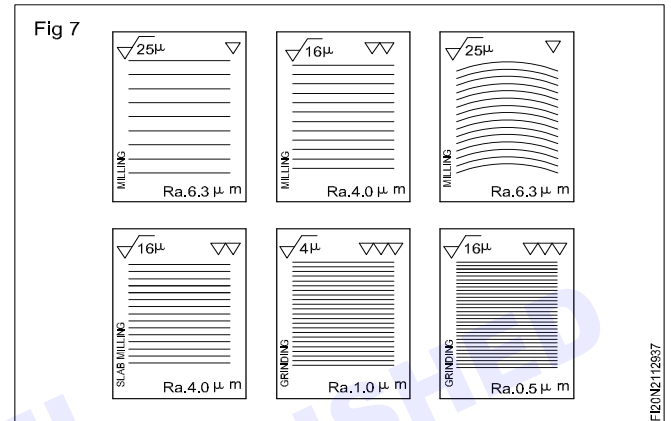 Fig 7
25μ
MILLING
Ra.6.3 μ m
16μ
MILLING
Ra.4.0 μ m
25μ
MILLING
Ra.6.3 μ m
16μ
SLAB MILLING
Ra.4.0 μ m
4μ
GRINDING
Ra.1.0 μ m
16μ
GRINDING
Ra.0.5 μ m
FI20N2112937